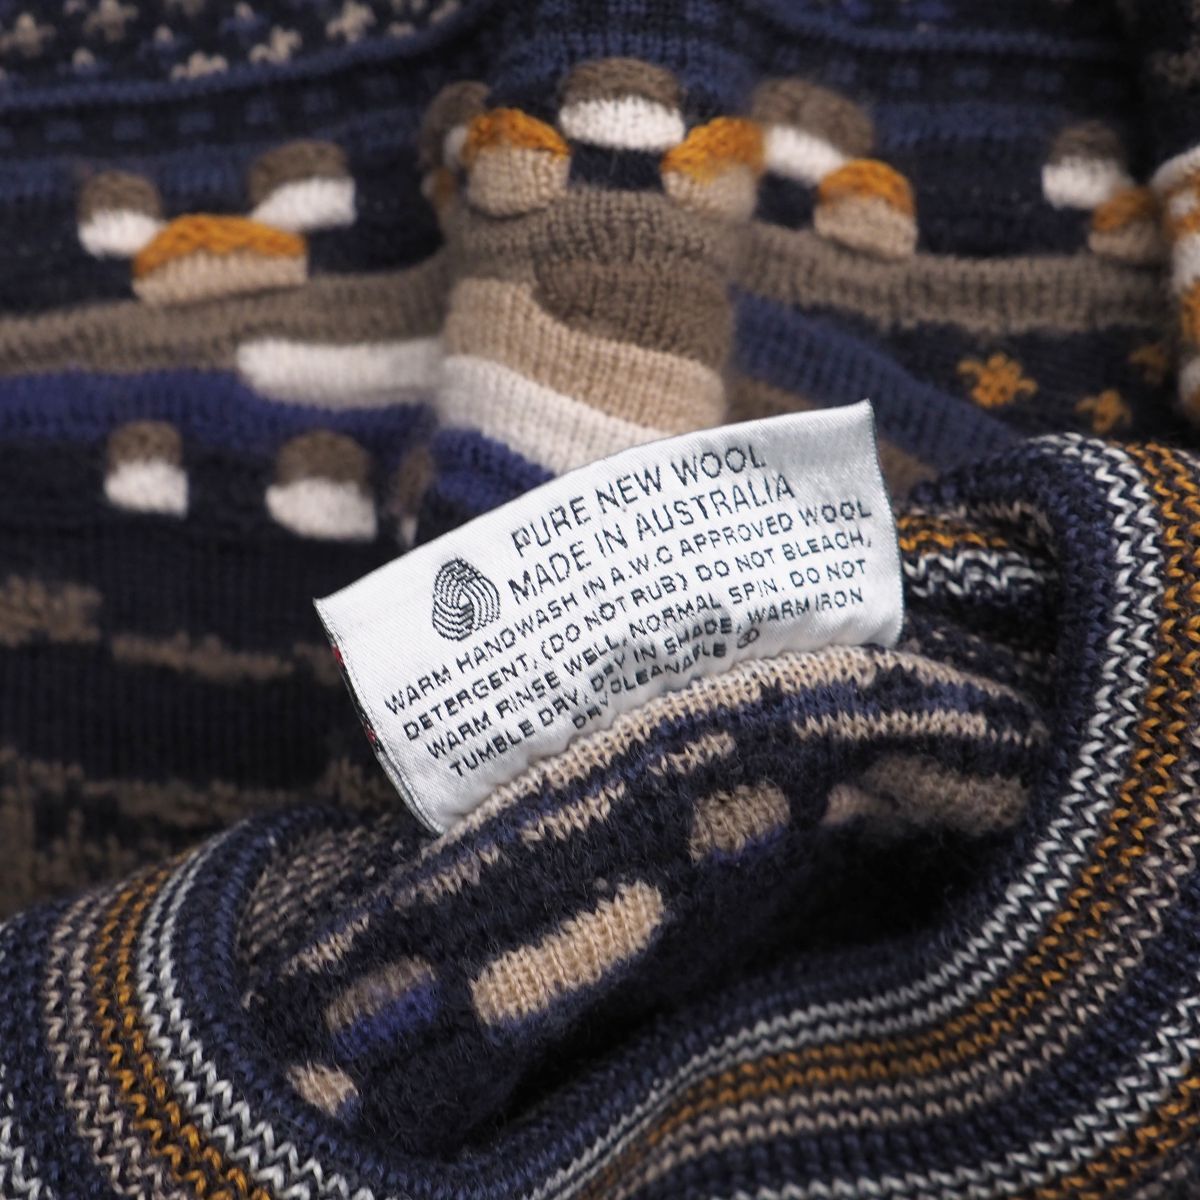 PURE NEW WOOL
MADE IN AUSTRALIA
WARM HANDWASH IN A.W.C APPROVED WOOL
DETERGENT, (DO NOT RUB) DO NOT BLEACH,
WARM RINSE WELL, NORMAL SPIN. DO NOT
TUMBLE DRY. DRY IN SHADE, WARM IRON
DRYCLEANABLE Ⓟ